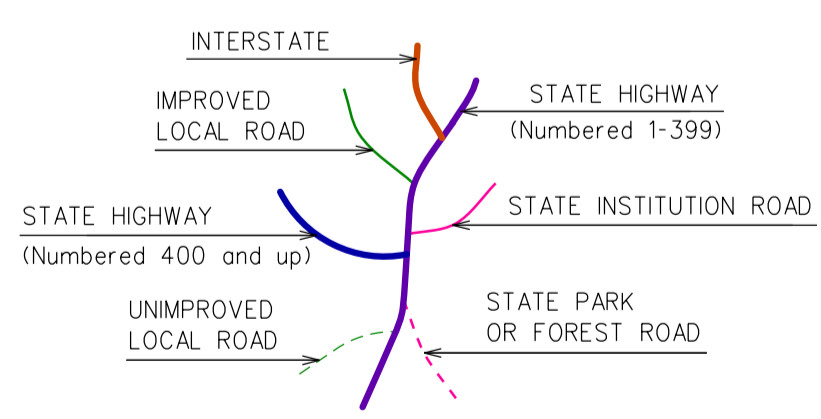 INTERSTATE
IMPROVED
LOCAL ROAD
STATE HIGHWAY
(Numbered 1-399)
STATE HIGHWAY
(Numbered 400 and up)
STATE INSTITUTION ROAD
UNIMPROVED
LOCAL ROAD
STATE PARK
OR FOREST ROAD